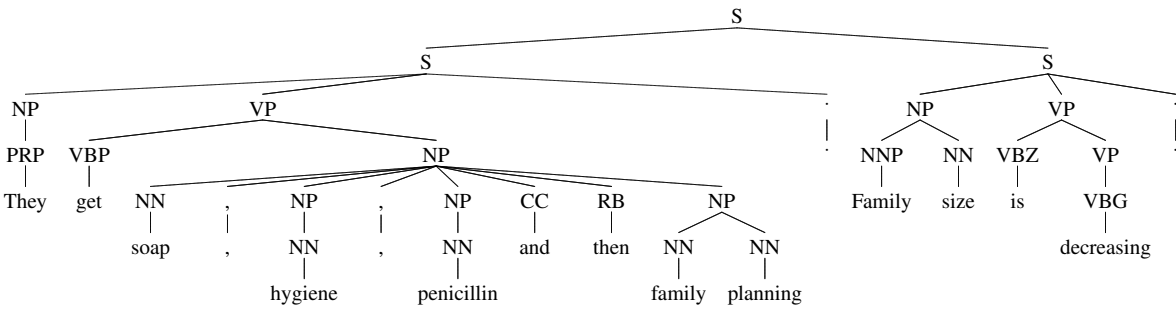 S
S S
NP VP . NP VP .
PRP VBP NP . NNP NN VBZ VP .
They get NN , NP , NP CC RB NP Family size is VBG
soap , NN , NN and then NN NN decreasing
hygiene penicillin family planning